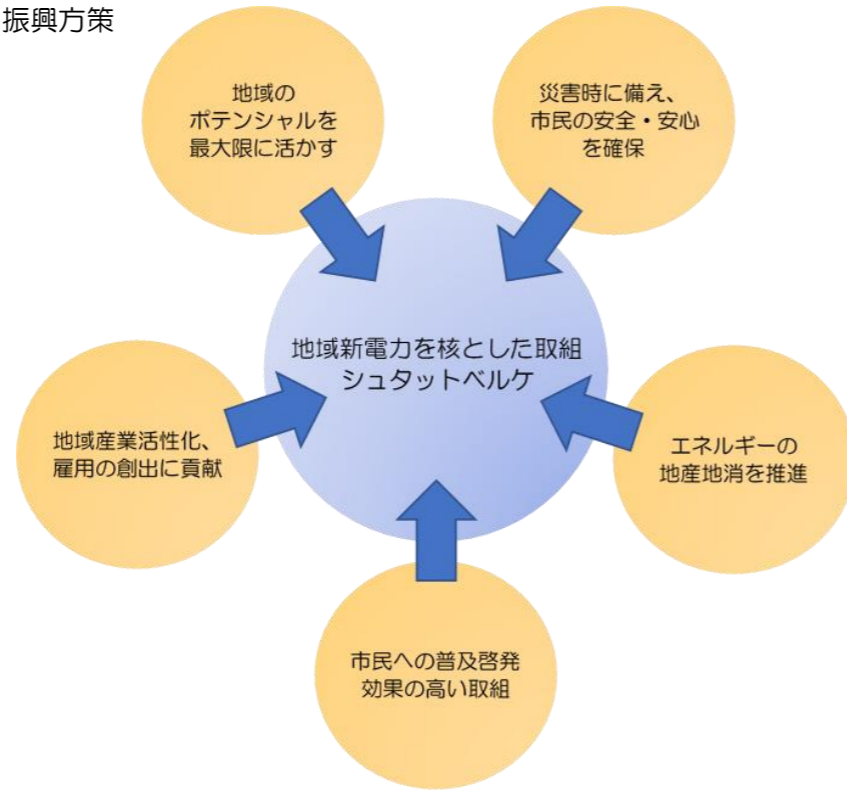 振興方策
地域の
ポテンシャルを
最大限に活かす
災害時に備え、
市民の安全・安心
を確保
地域新電力を核とした取組
シュタットベルケ
地域産業活性化、
雇用の創出に貢献
エネルギーの
地産地消を推進
市民への普及啓発
効果の高い取組